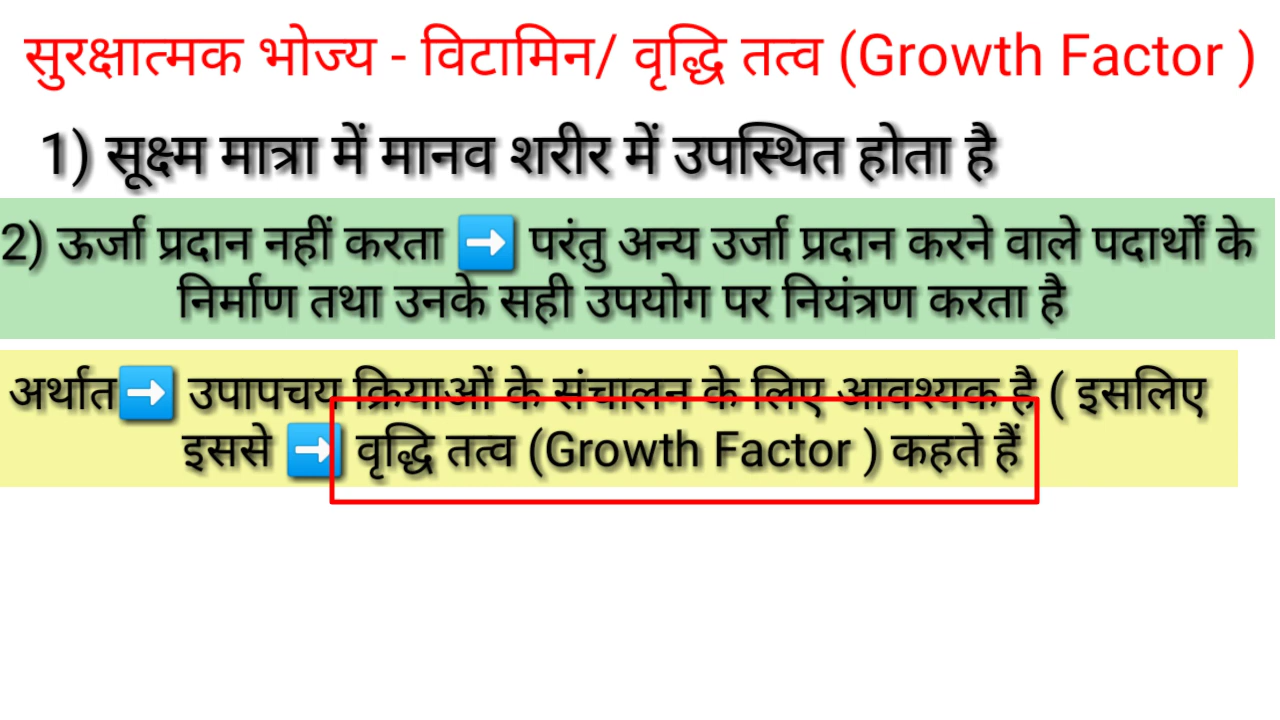 सुरक्षात्मक भोज्य - विटामिन/ वृद्धि तत्व (Growth Factor )
1) सूक्ष्म मात्रा में मानव शरीर में उपस्थित होता है
2) ऊर्जा प्रदान नहीं करता ➡️ परंतु अन्य उर्जा प्रदान करने वाले पदार्थों के
निर्माण तथा उनके सही उपयोग पर नियंत्रण करता है
अर्थात➡️ उपापचय क्रियाओं के संचालन के लिए आवश्यक है ( इसलिए
इससे ➡️ वृद्धि तत्व (Growth Factor ) कहते हैं